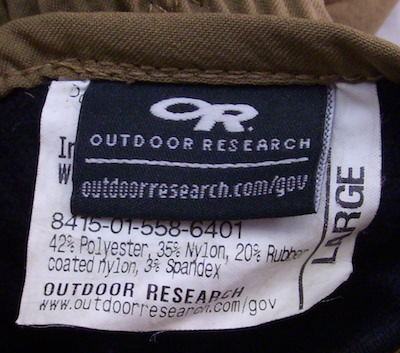 OR
OUTDOOR RESEARCH
outdoorresearch.com/gov
8415-01-558-6401
42% Polyester, 35% Nylon, 20% Rubber
coated nylon, 3% Spandex
OUTDOOR RESEARCH
www.outdoorresearch.com/gov
LARGE